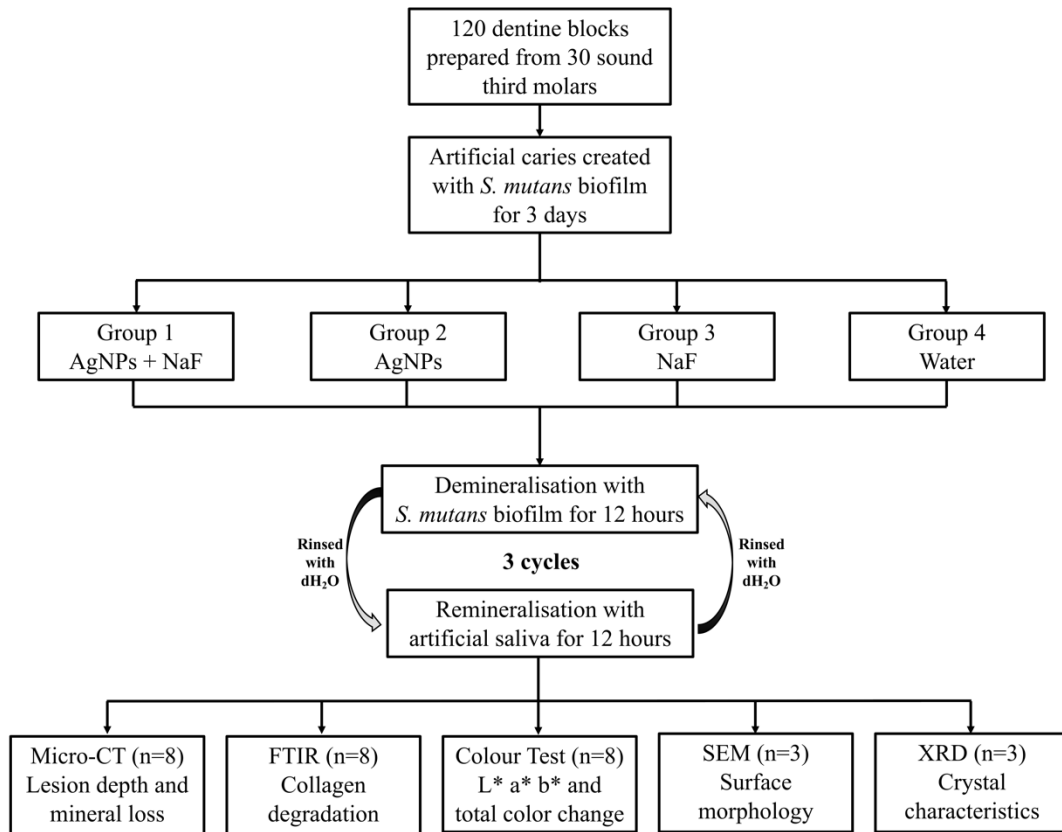 120 dentine blocks
prepared from 30 sound
third molars
Artificial caries created
with S. mutans biofilm
for 3 days
Group 1
AgNPs + NaF
Group 2
AgNPs
Group 3
NaF
Group 4
Water
Demineralisation with
S. mutans biofilm for 12 hours
Rinsed
with
dH₂O
3 cycles
Rinsed
with
dH₂O
Remineralisation with
artificial saliva for 12 hours
Micro-CT (n=8)
Lesion depth and
mineral loss
FTIR (n=8)
Collagen
degradation
Colour Test (n=8)
L* a* b* and
total color change
SEM (n=3)
Surface
morphology
XRD (n=3)
Crystal
characteristics